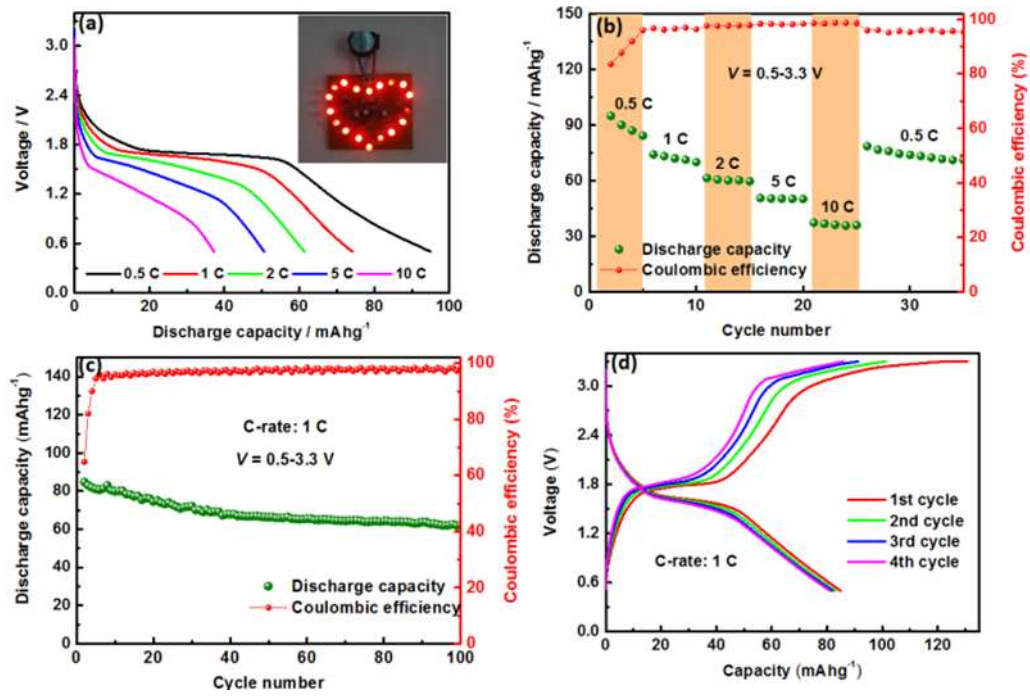 (a)
3.0
2.4
1.8
1.2
0.6
0.0
Voltage / V
0.5 C 1 C 2 C 5 C 10 C
0 20 40 60 80 100
Discharge capacity / mAhg⁻¹
(b)
150
120
90
60
30
0
Discharge capacity / mAhg⁻¹
V = 0.5-3.3 V
0.5 C
1 C
2 C
5 C
10 C
0.5 C
Discharge capacity
Coulombic efficiency
0 10 20 30
Cycle number
100
80
60
40
20
0
Coulombic efficiency (%)
(c)
140
120
100
80
60
40
20
0
Discharge capacity (mAhg⁻¹)
C-rate: 1 C
V = 0.5-3.3 V
Discharge capacity
Coulombic efficiency
0 20 40 60 80 100
Cycle number
100
80
60
40
20
0
Coulombic efficiency (%)
(d)
3.0
2.4
1.8
1.2
0.6
0.0
Voltage (V)
1st cycle
2nd cycle
3rd cycle
4th cycle
C-rate: 1 C
0 20 40 60 80 100 120
Capacity (mAhg⁻¹)